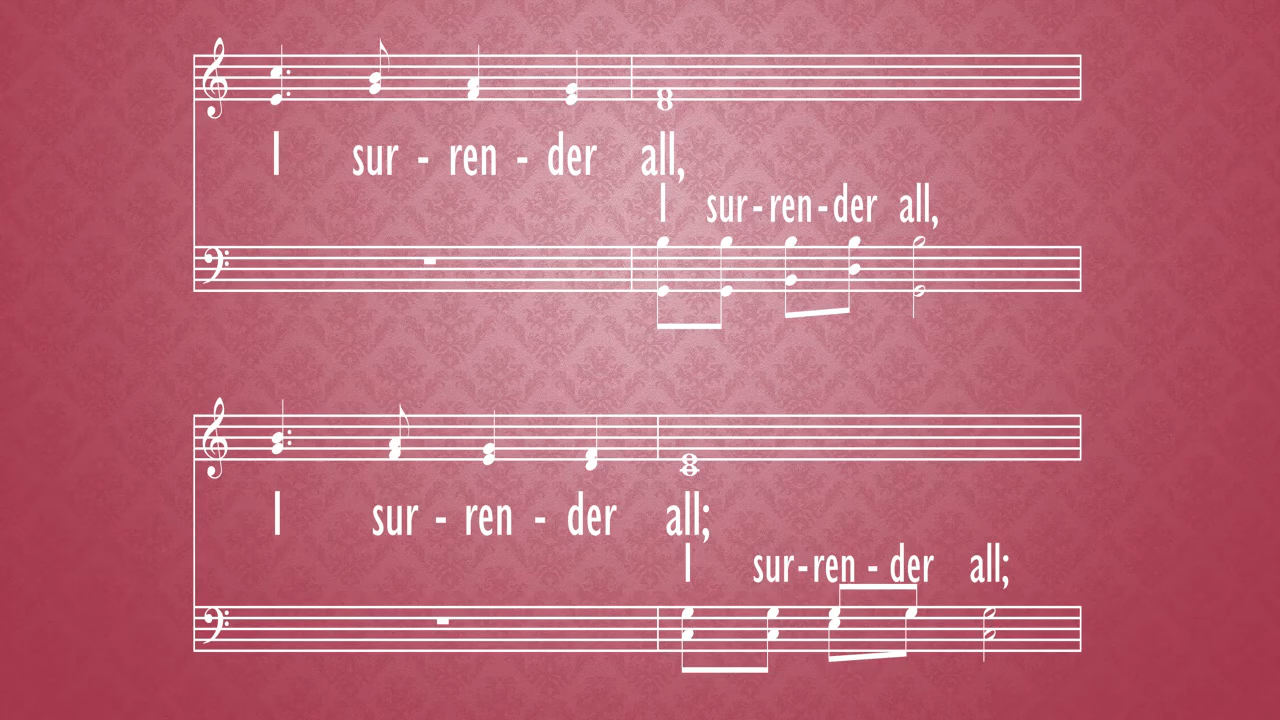 I sur - ren - der all,
I sur - ren - der all,
I sur - ren - der all;
I sur - ren - der all;